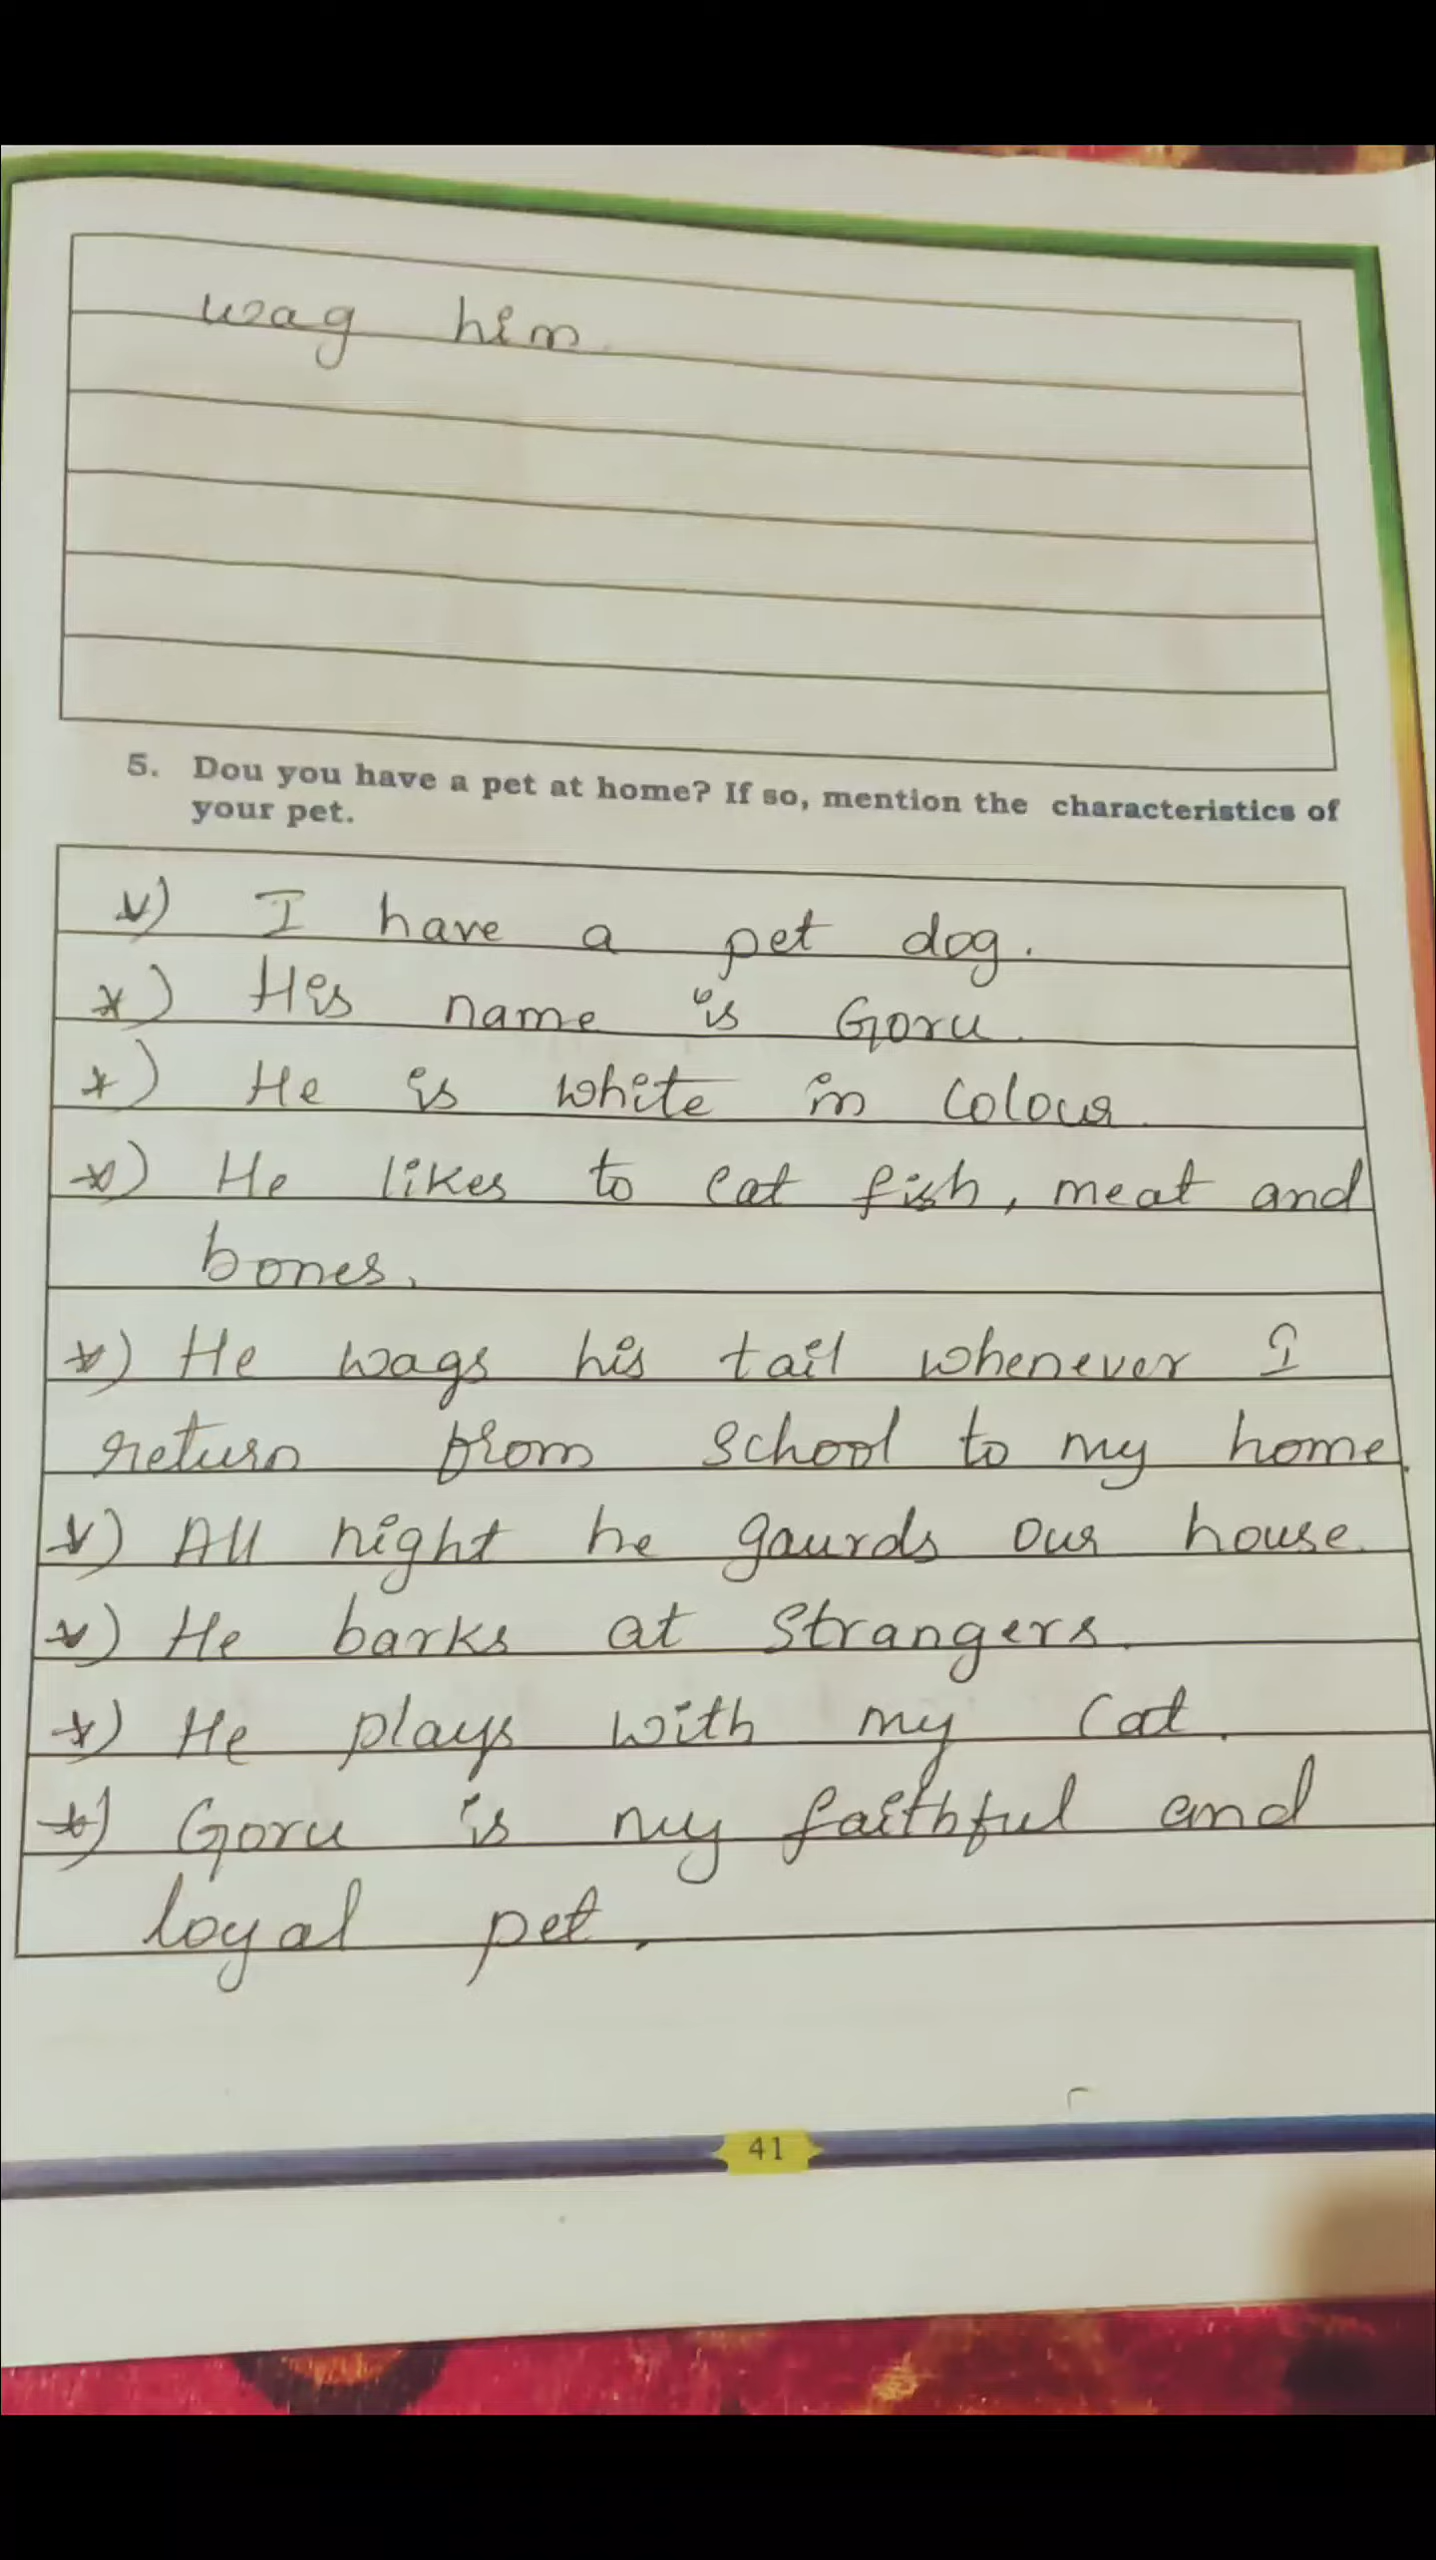 wag him
5. Dou you have a pet at home? If so, mention the characteristics of
your pet.
*) I have a pet dog.
*) His name is Goru.
*) He is white in colour.
*) He likes to eat fish, meat and
bones.
*) He wags his tail whenever I
return from school to my home.
*) All night he gaurds our house.
*) He barks at strangers.
*) He plays with my cat.
*) Goru is my faithful and
loyal pet.
41